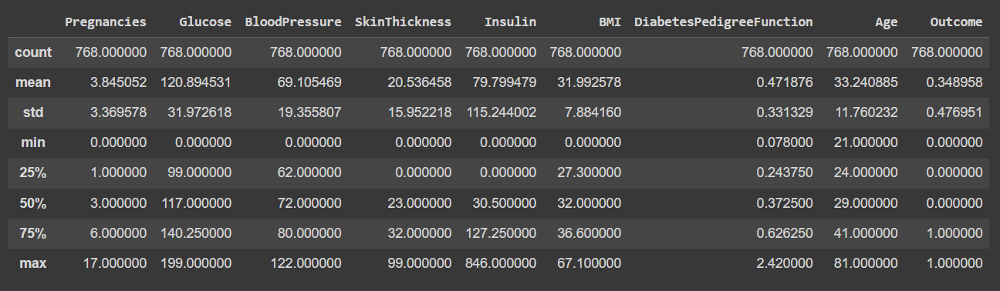 Pregnancies Glucose BloodPressure SkinThickness Insulin BMI DiabetesPedigreeFunction Age Outcome
count 768.000000 768.000000 768.000000 768.000000 768.000000 768.000000 768.000000 768.000000 768.000000
mean 3.845052 120.894531 69.105469 20.536458 79.799479 31.992578 0.471876 33.240885 0.348958
std 3.369578 31.972618 19.355807 15.952218 115.244002 7.884160 0.331329 11.760232 0.476951
min 0.000000 0.000000 0.000000 0.000000 0.000000 0.000000 0.078000 21.000000 0.000000
25% 1.000000 99.000000 62.000000 0.000000 0.000000 27.300000 0.243750 24.000000 0.000000
50% 3.000000 117.000000 72.000000 23.000000 30.500000 32.000000 0.372500 29.000000 0.000000
75% 6.000000 140.250000 80.000000 32.000000 127.250000 36.600000 0.626250 41.000000 1.000000
max 17.000000 199.000000 122.000000 99.000000 846.000000 67.100000 2.420000 81.000000 1.000000